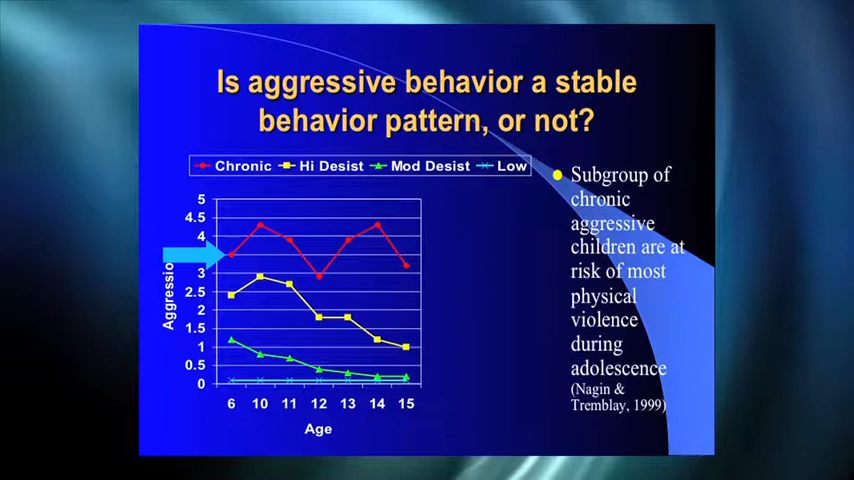 Is aggressive behavior a stable
behavior pattern, or not?
Chronic Hi Desist Mod Desist Low
Subgroup of
chronic
aggressive
children are at
risk of most
physical
violence
during
adolescence
(Nagin &
Tremblay, 1999)
5
4.5
4
3
2.5
2
1.5
1
0.5
0
Aggressio
6 10 11 12 13 14 15
Age